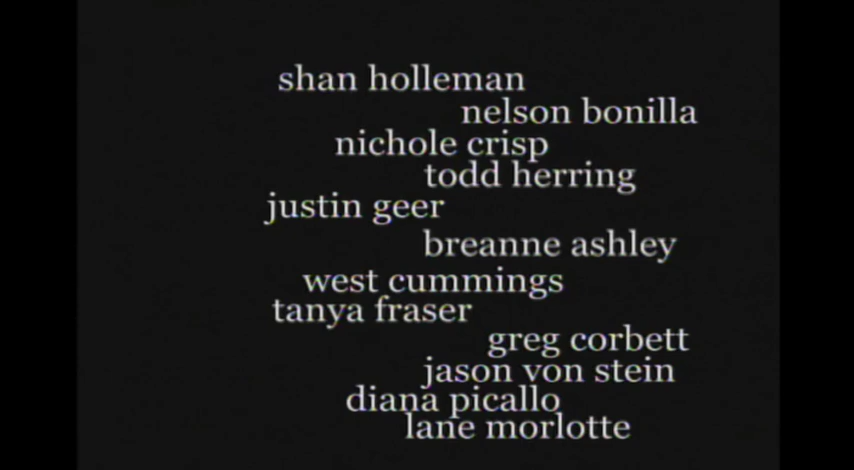 shan holleman
nelson bonilla
nichole crisp
todd herring
justin geer
breanne ashley
west cummings
tanya fraser
greg corbett
jason von stein
diana picallo
lane morlotte